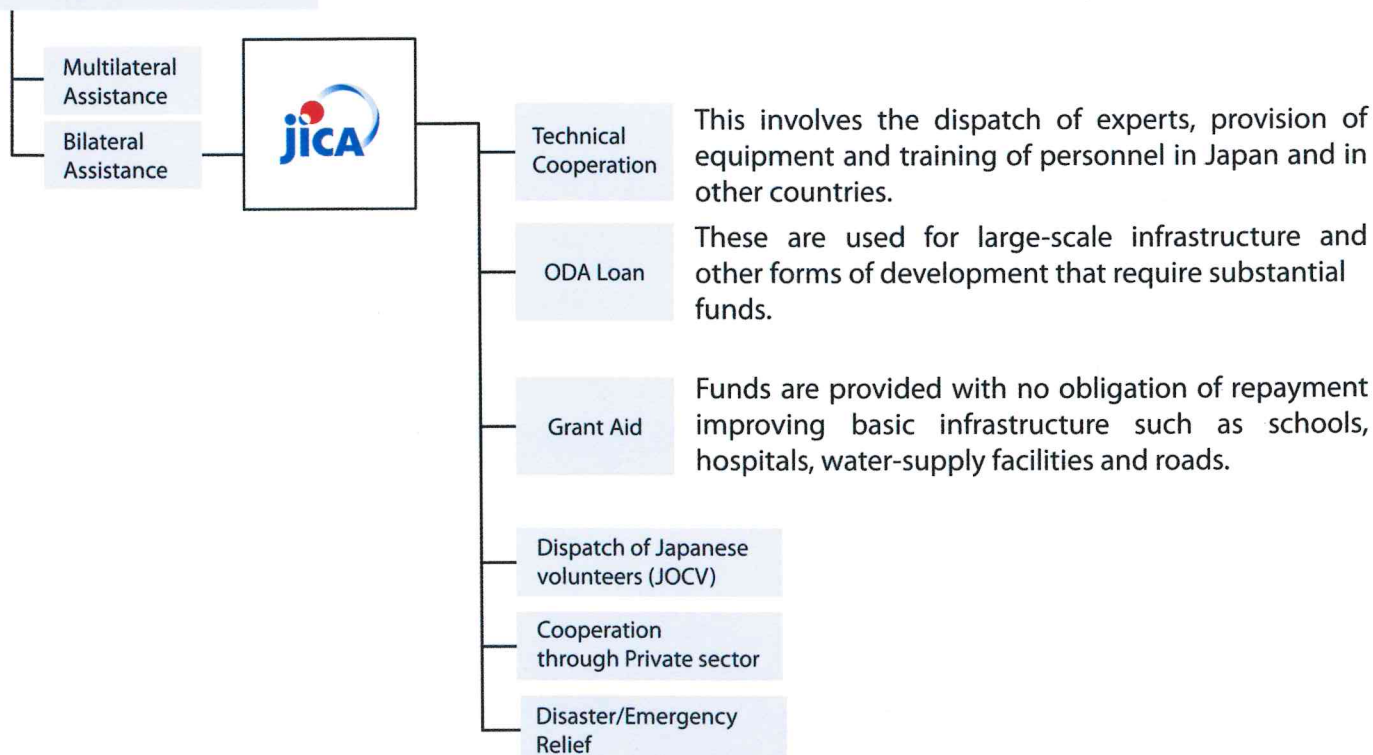 Multilateral
Assistance
Bilateral
Assistance
jica
Technical
Cooperation
This involves the dispatch of experts, provision of
equipment and training of personnel in Japan and in
other countries.
ODA Loan
These are used for large-scale infrastructure and
other forms of development that require substantial
funds.
Grant Aid
Funds are provided with no obligation of repayment
improving basic infrastructure such as schools,
hospitals, water-supply facilities and roads.
Dispatch of Japanese
volunteers (JOCV)
Cooperation
through Private sector
Disaster/Emergency
Relief